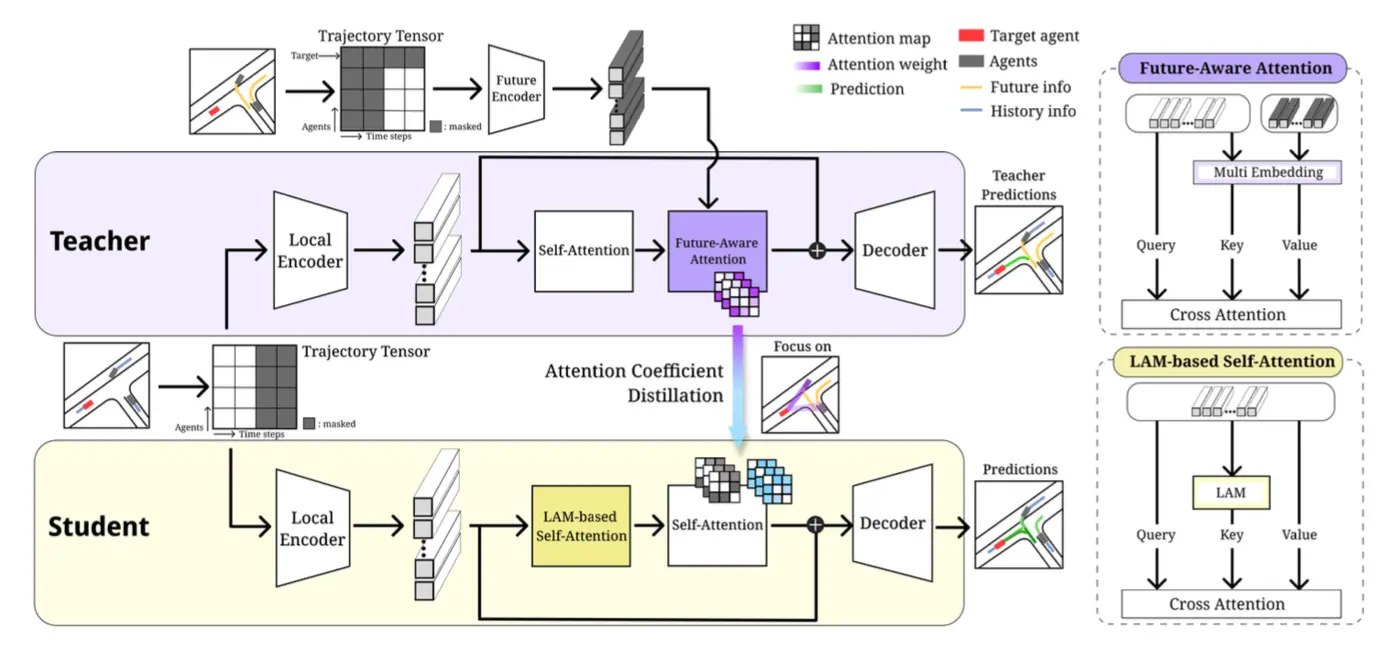 Trajectory Tensor
Target
Agents
Time steps
: masked
Future
Encoder
Attention map
Attention weight
Prediction
Target agent
Agents
Future info
History info
Teacher
Local
Encoder
Self-Attention
Future-Aware
Attention
Decoder
Teacher
Predictions
Trajectory Tensor
Agents
Time steps
: masked
Attention Coefficient
Distillation
Focus on
Student
Local
Encoder
LAM-based
Self-Attention
Self-Attention
Decoder
Predictions
Future-Aware Attention
Multi Embedding
Query Key Value
Cross Attention
LAM-based Self-Attention
LAM
Query Key Value
Cross Attention